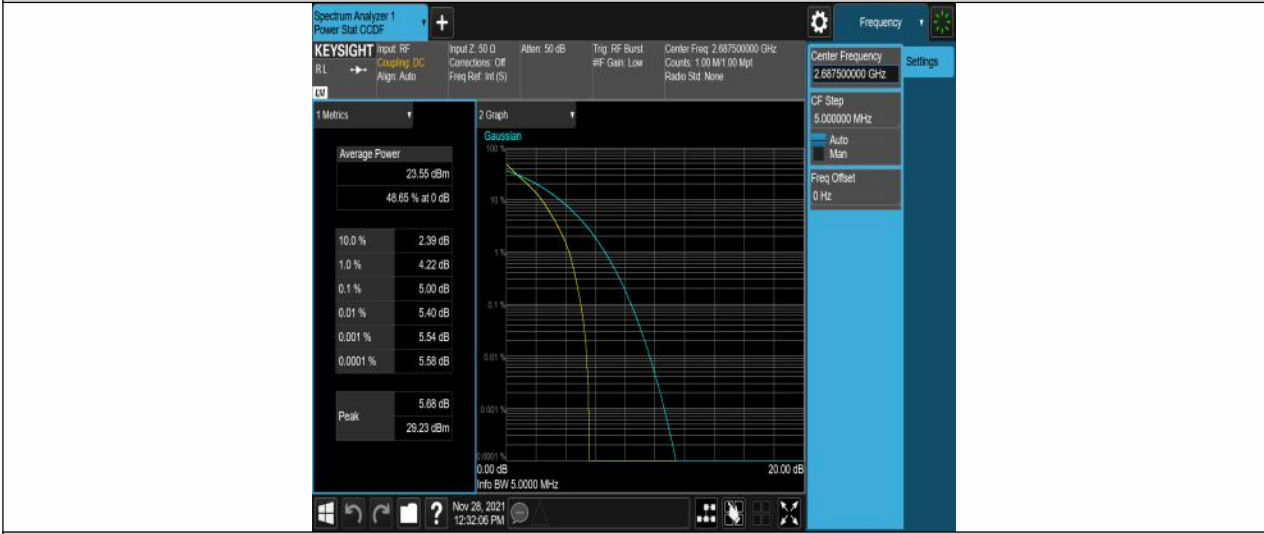 Spectrum Analyzer 1
Power Stat CCDF
+
Frequency
KEYSIGHT
RL
LV
Input: RF
Coupling: DC
Align: Auto
Input Z: 50 Ω
Corrections: Off
Freq Ref: Int (S)
Atten: 50 dB
Trig: RF Burst
#IF Gain: Low
Center Freq: 2.687500000 GHz
Counts: 1.00 M/1.00 Mpt
Radio Std: None
Center Frequency
2.687500000 GHz
Settings
CF Step
5.000000 MHz
Auto
Man
Freq Offset
0 Hz
1 Metrics
Average Power
23.55 dBm
48.65 % at 0 dB
10.0 % 2.39 dB
1.0 % 4.22 dB
0.1 % 5.00 dB
0.01 % 5.40 dB
0.001 % 5.54 dB
0.0001 % 5.58 dB
Peak
5.68 dB
29.23 dBm
2 Graph
Gaussian
100 %
10 %
1 %
0.1 %
0.01 %
0.001 %
0.0001 %
0.00 dB 20.00 dB
Info BW 5.0000 MHz
?
Nov 28, 2021
12:32:06 PM